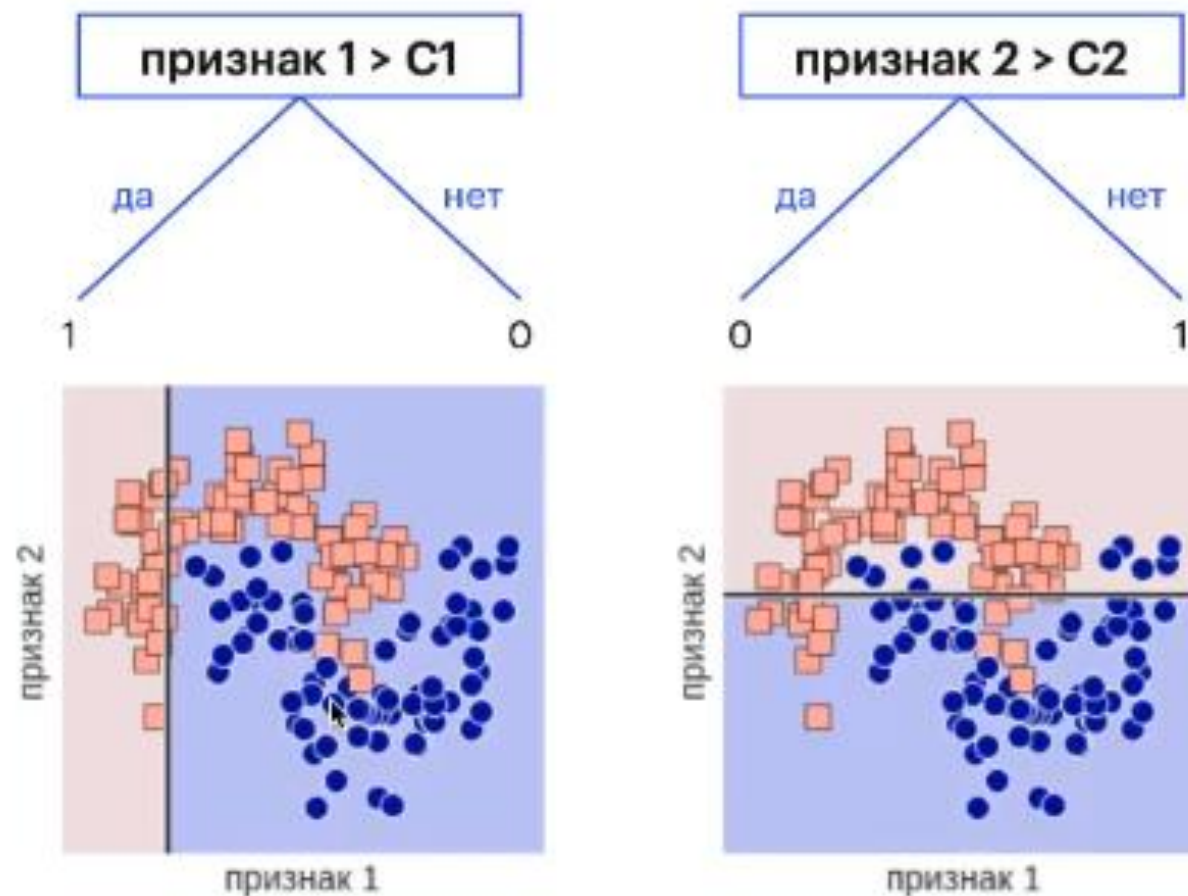 признак 1 > C1
признак 2 > C2
да
нет
да
нет
1
0
0
1
признак 2
признак 2
признак 1
признак 1